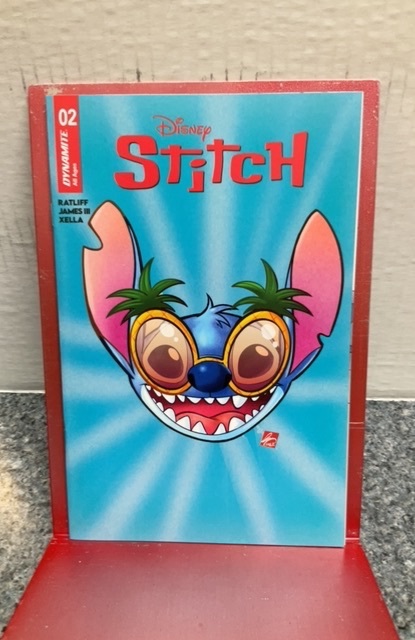 02
DYNAMITE
All Ages
Disney
Stitch
RATLIFF
JAMES III
XELLA